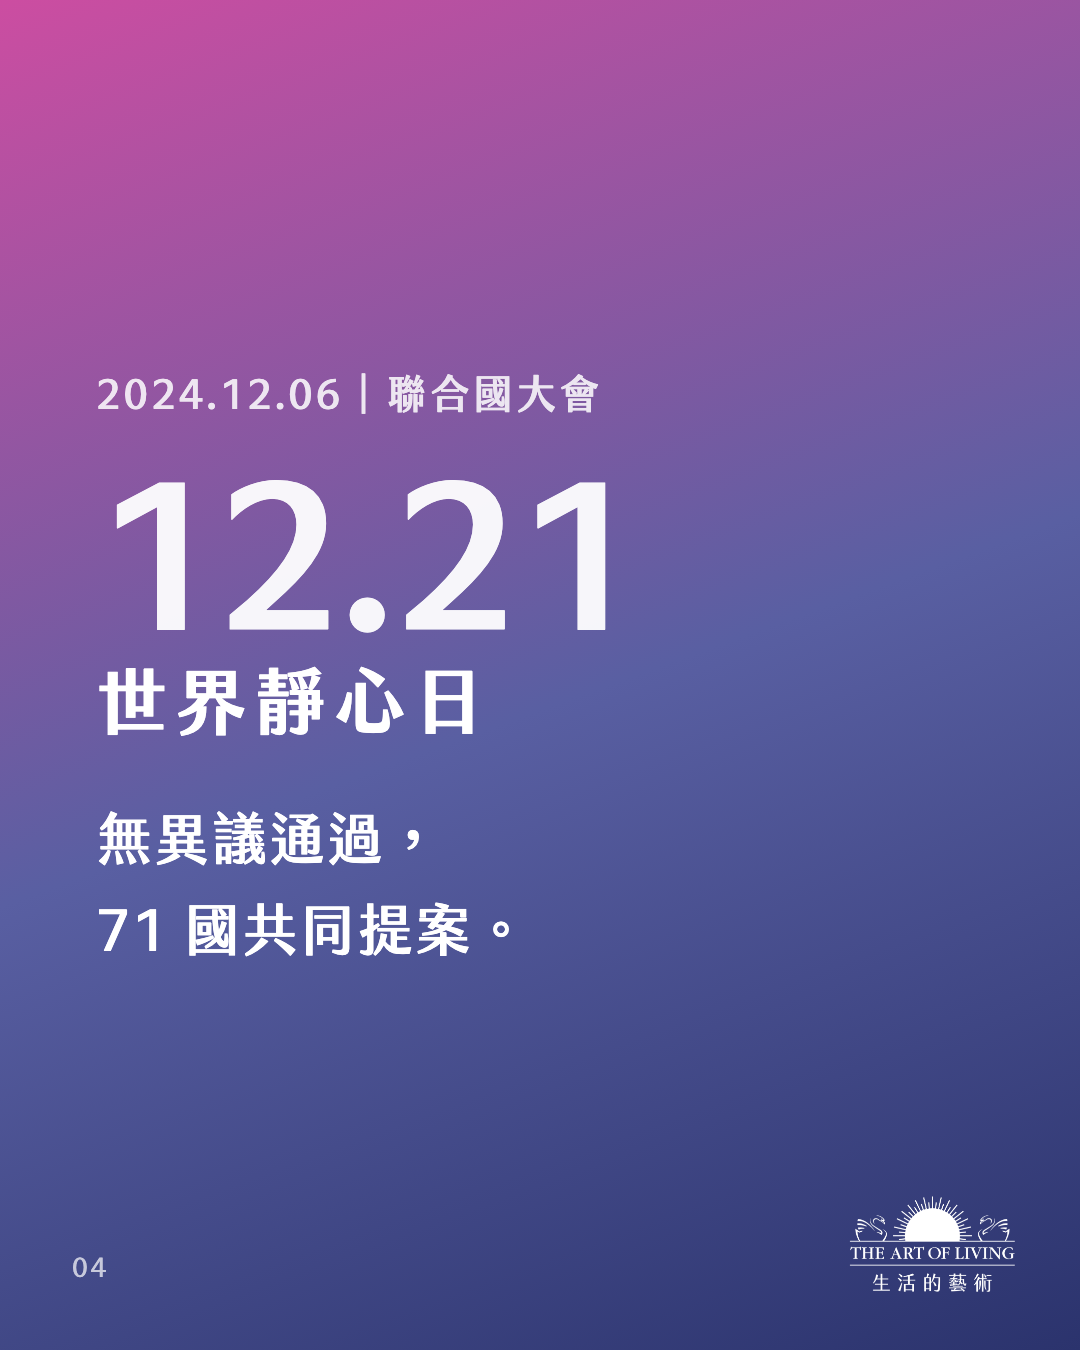 2024.12.06｜聯合國大會
12.21
世界靜心日
無異議通過，
71 國共同提案。
04
THE ART OF LIVING
生活的藝術